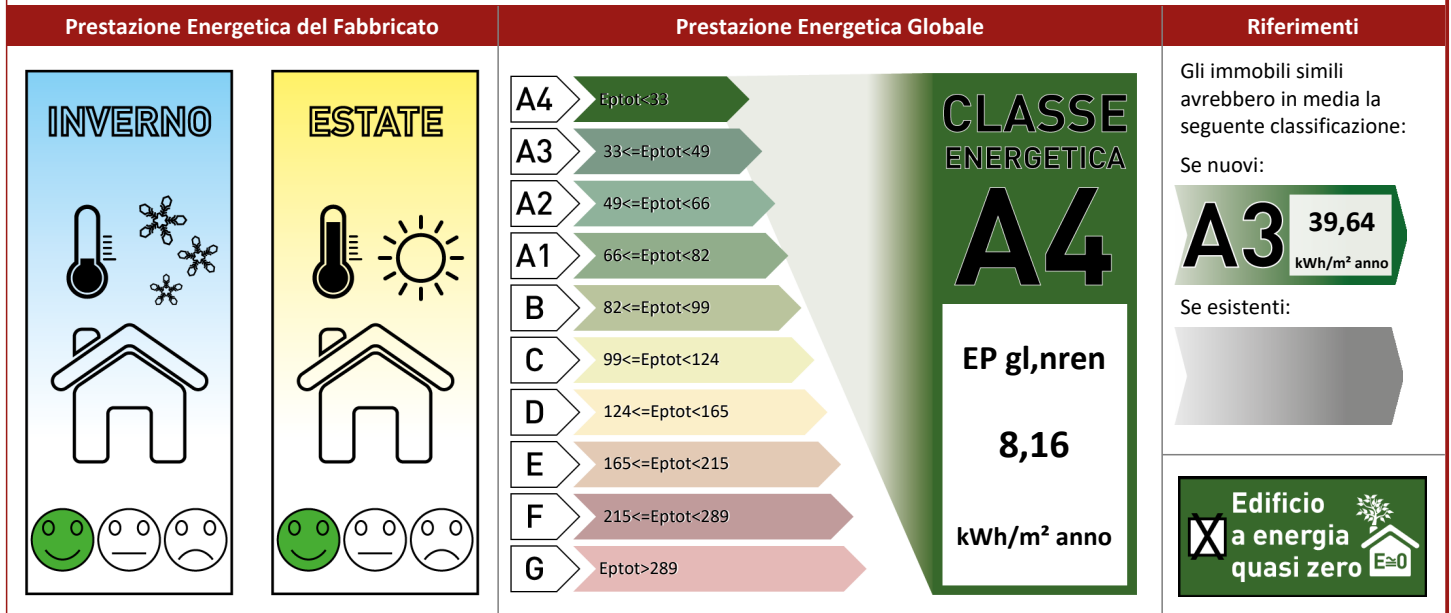 Prestazione Energetica del Fabbricato
Prestazione Energetica Globale
Riferimenti
INVERNO
ESTATE
A4
Eptot<33
A3
33<=Eptot<49
A2
49<=Eptot<66
A1
66<=Eptot<82
B
82<=Eptot<99
C
99<=Eptot<124
D
124<=Eptot<165
E
165<=Eptot<215
F
215<=Eptot<289
G
Eptot>289
CLASSE
ENERGETICA
A4
EP gl,nren
8,16
kWh/m² anno
Gli immobili simili
avrebbero in media la
seguente classificazione:
Se nuovi:
A3
39,64
kWh/m² anno
Se esistenti:
X
Edificio
a energia
quasi zero
E≅0